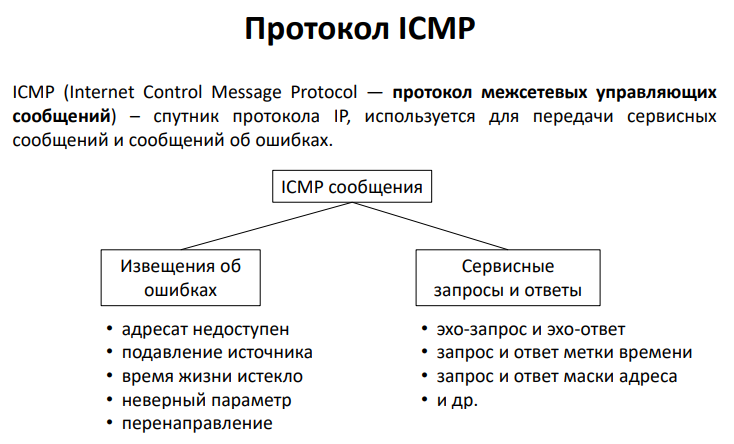 Протокол ICMP
ICMP (Internet Control Message Protocol — протокол межсетевых управляющих
сообщений) – спутник протокола IP, используется для передачи сервисных
сообщений и сообщений об ошибках.
ICMP сообщения
Извещения об
ошибках
• адресат недоступен
• подавление источника
• время жизни истекло
• неверный параметр
• перенаправление
Сервисные
запросы и ответы
• эхо-запрос и эхо-ответ
• запрос и ответ метки времени
• запрос и ответ маски адреса
• и др.